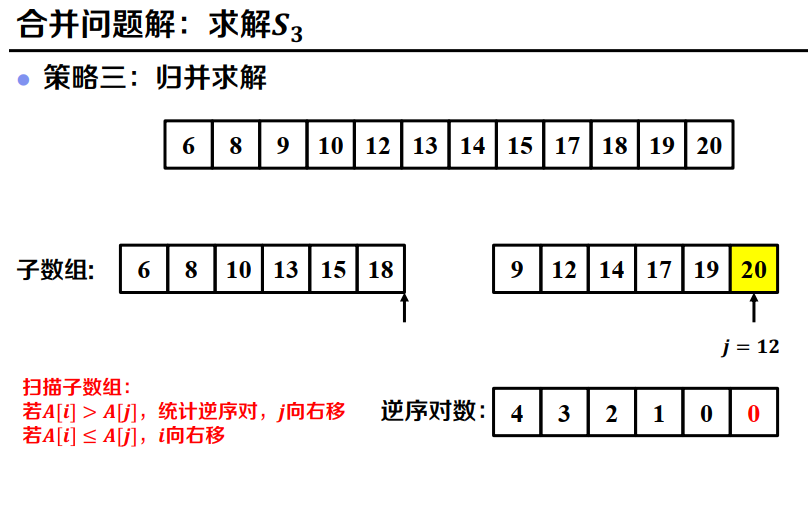 合并问题解：求解S₃
策略三：归并求解
6 8 9 10 12 13 14 15 17 18 19 20
子数组: 6 8 10 13 15 18 9 12 14 17 19 20
j = 12
扫描子数组：
若A[i] > A[j]，统计逆序对，j向右移
若A[i] ≤ A[j]，i向右移
逆序对数: 4 3 2 1 0 0